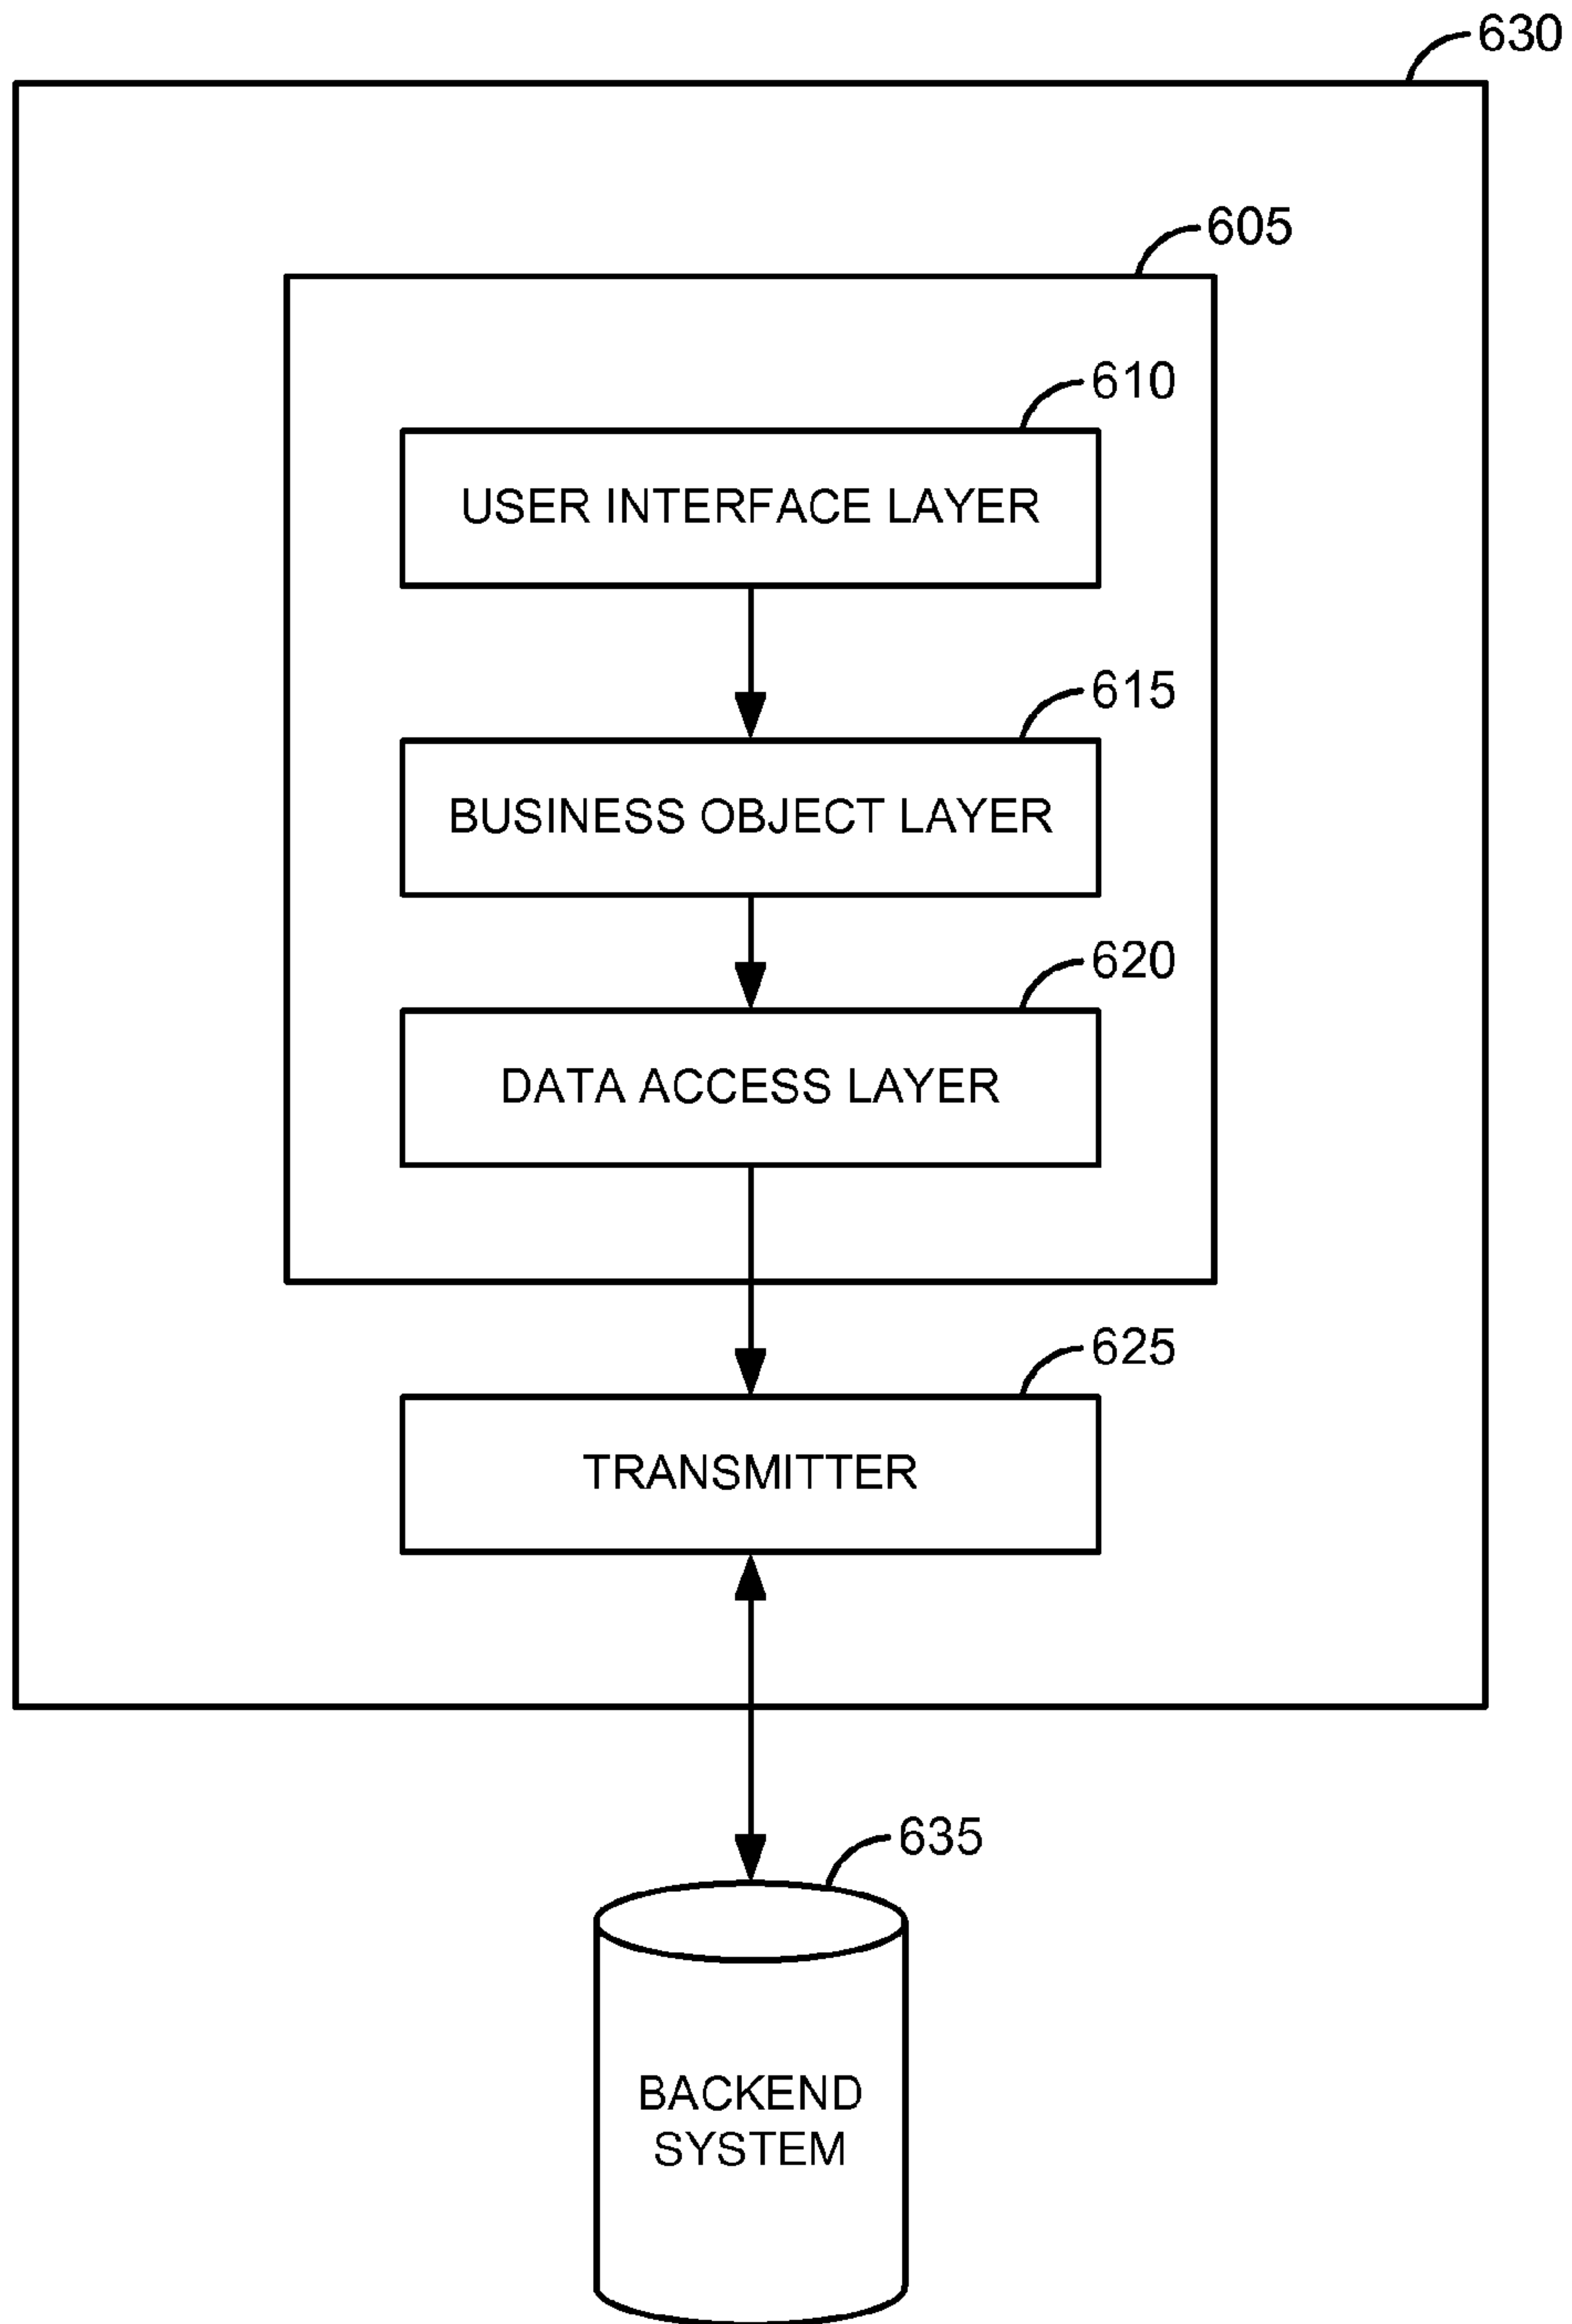 630
605
610
USER INTERFACE LAYER
615
BUSINESS OBJECT LAYER
620
DATA ACCESS LAYER
625
TRANSMITTER
635
BACKEND
SYSTEM